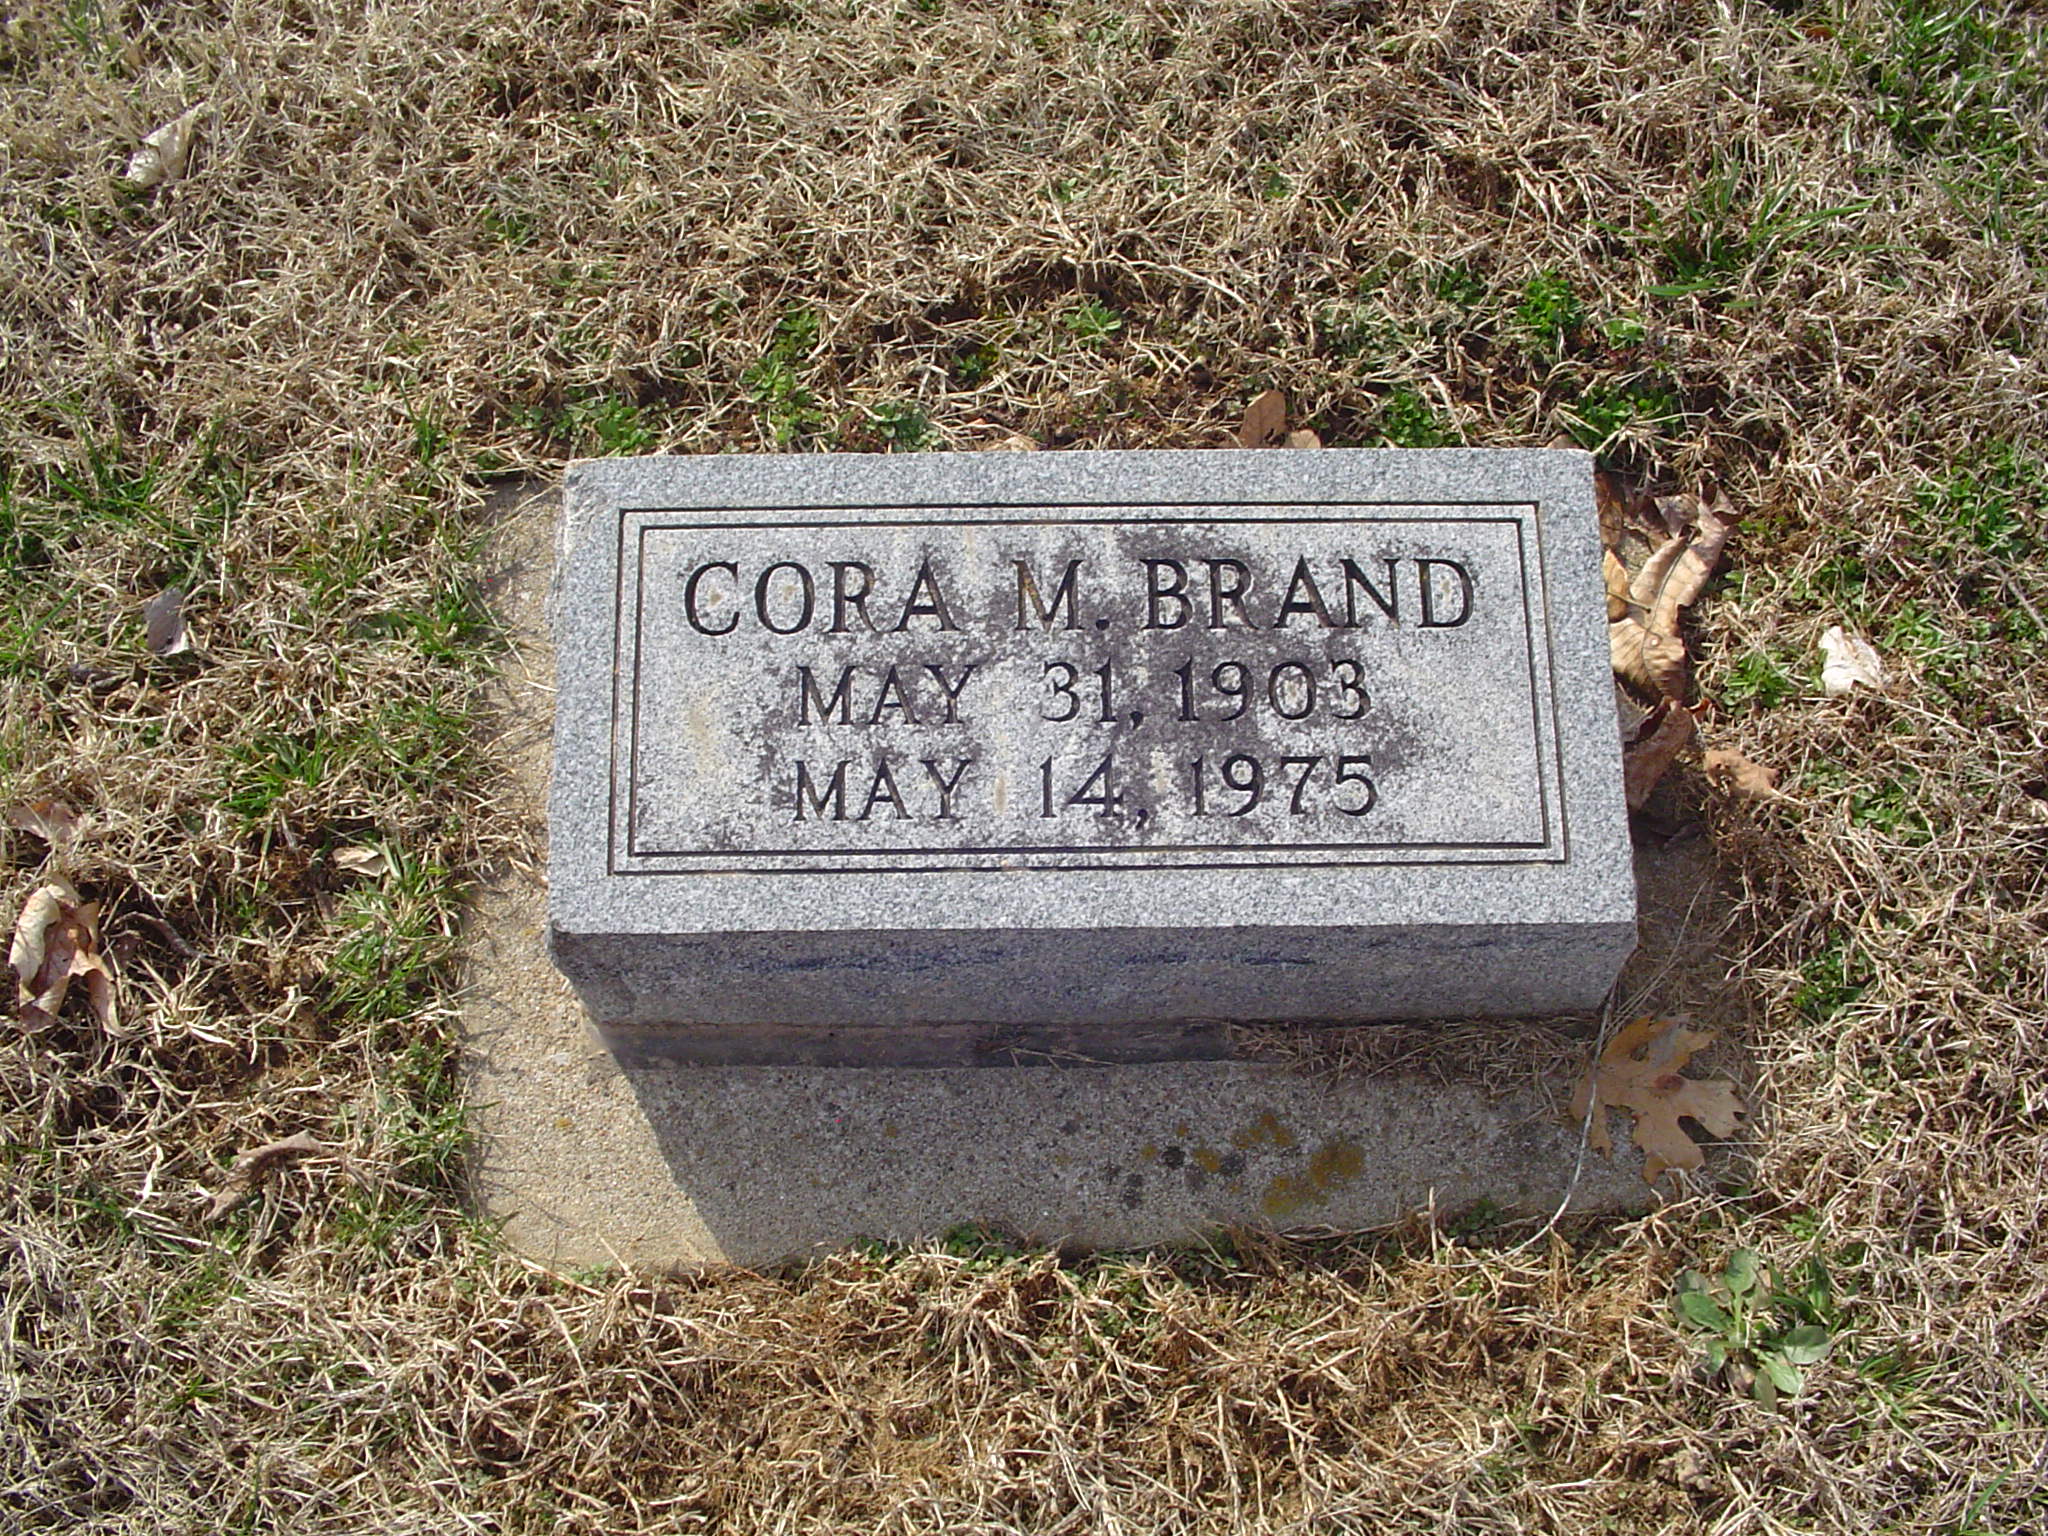 CORA M. BRAND
MAY 31, 1903
MAY 14, 1975